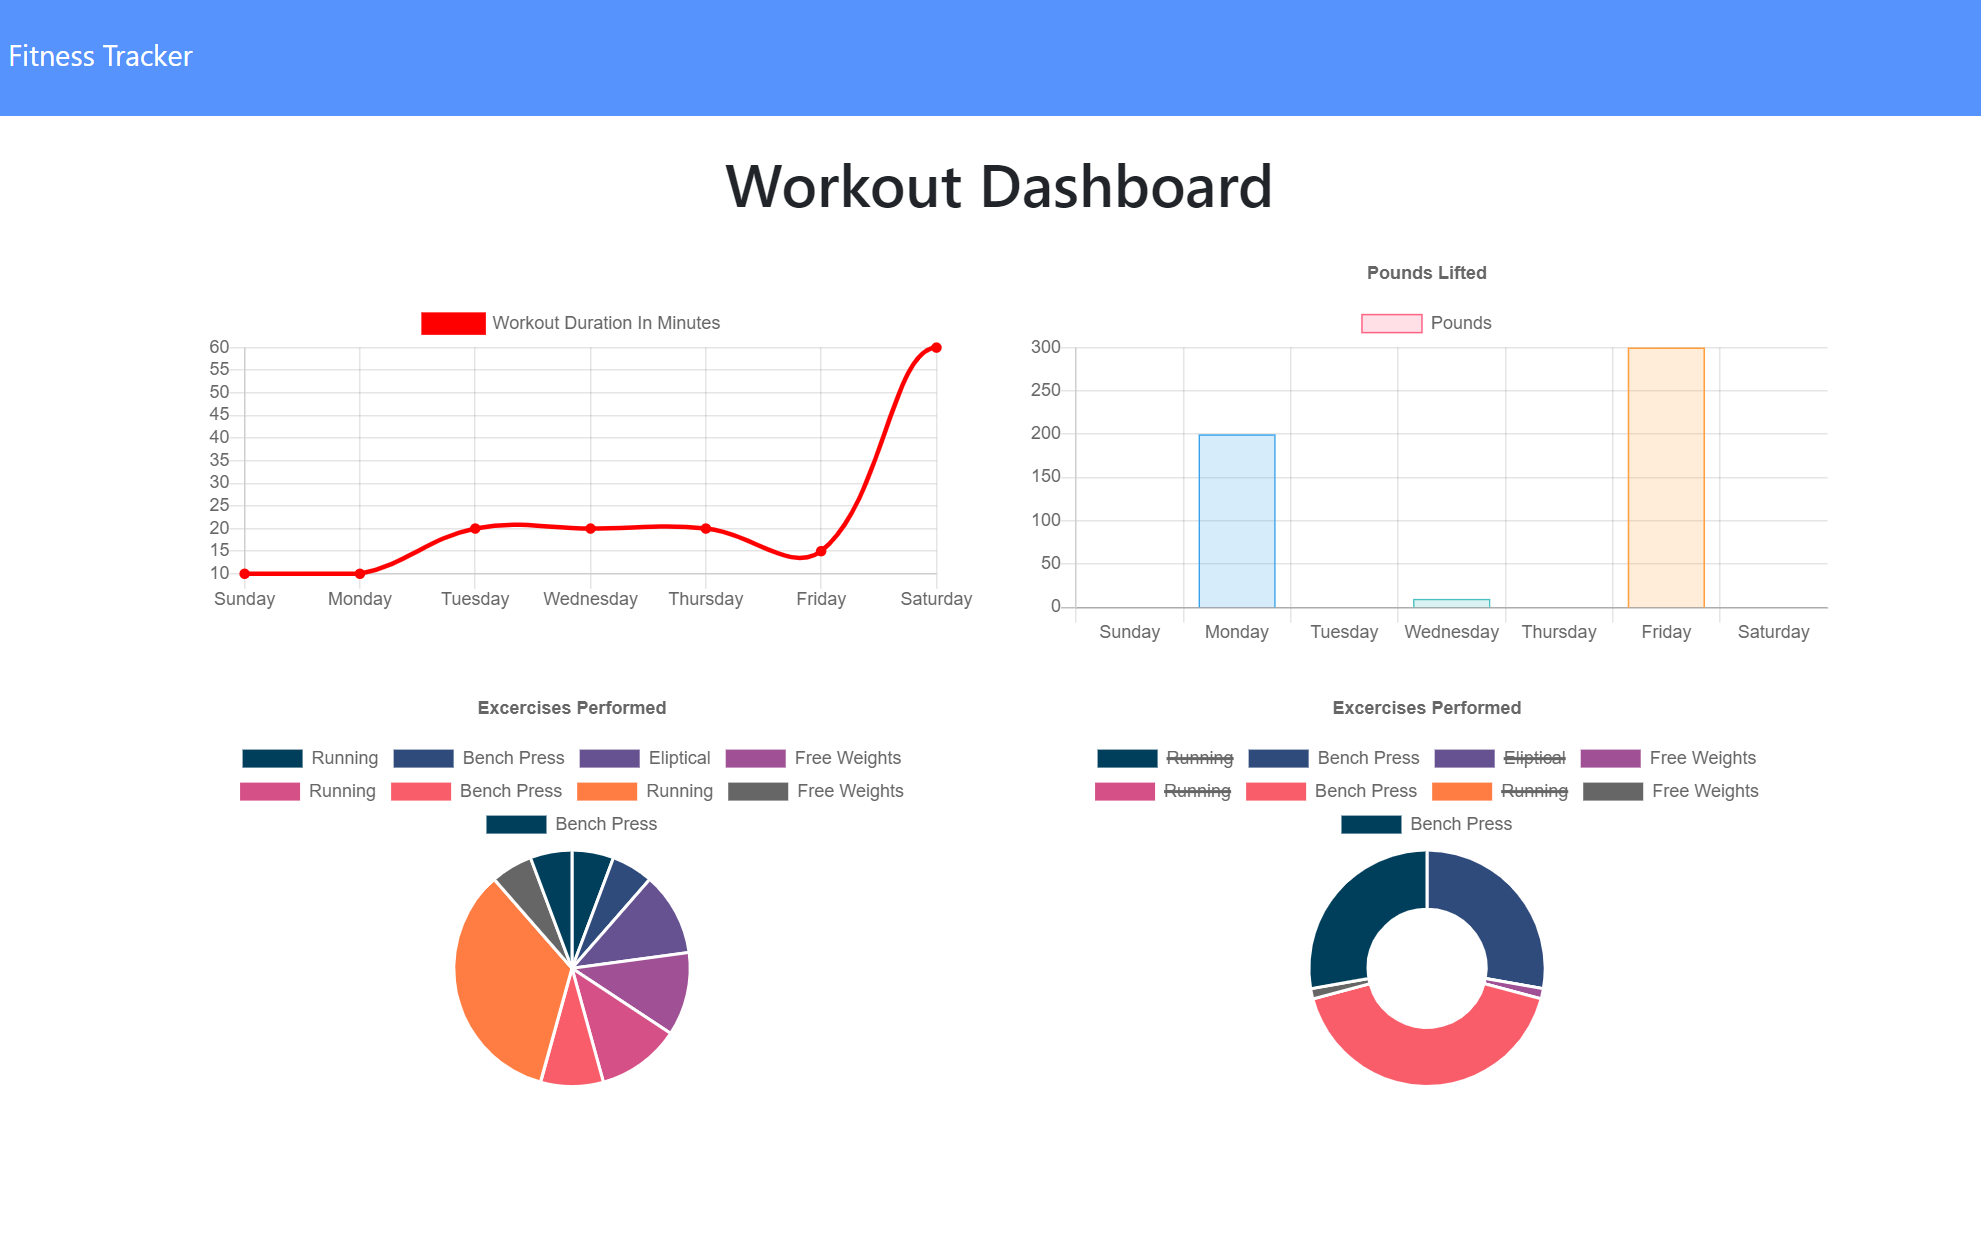 Fitness Tracker
Workout Dashboard
Workout Duration In Minutes
60
55
50
45
40
35
30
25
20
15
10
Sunday Monday Tuesday Wednesday Thursday Friday Saturday
Pounds Lifted
Pounds
300
250
200
150
100
50
0
Sunday Monday Tuesday Wednesday Thursday Friday Saturday
Excercises Performed
Running Bench Press Eliptical Free Weights
Running Bench Press Running Free Weights
Bench Press
Excercises Performed
Running Bench Press Eliptical Free Weights
Running Bench Press Running Free Weights
Bench Press